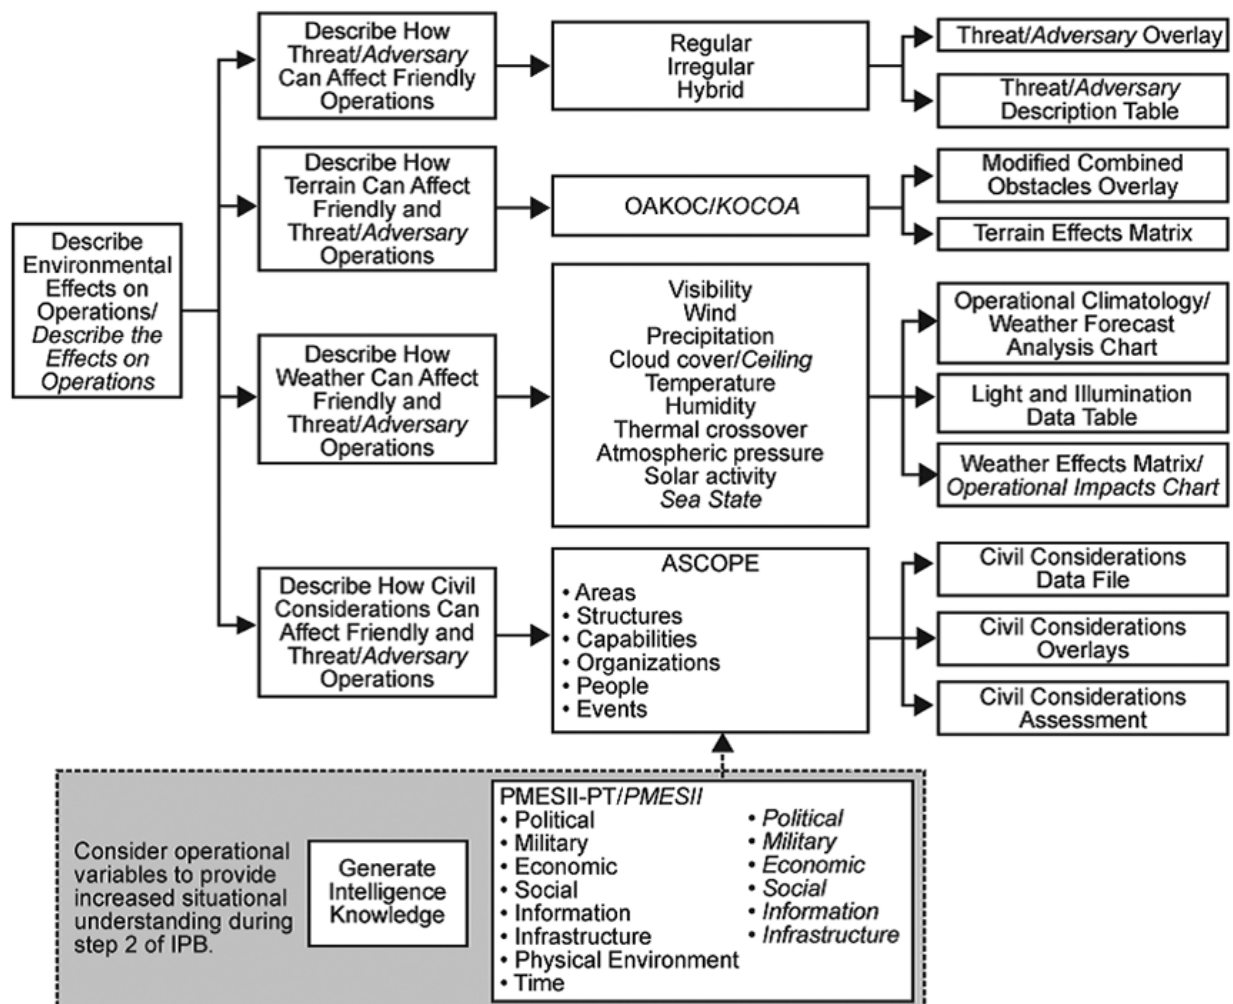 Describe
Environmental
Effects on
Operations/
Describe the
Effects on
Operations
Describe How
Threat/Adversary
Can Affect Friendly
Operations
Regular
Irregular
Hybrid
Threat/Adversary Overlay
Threat/Adversary
Description Table
Describe How
Terrain Can Affect
Friendly and
Threat/Adversary
Operations
OAKOC/KOCOA
Modified Combined
Obstacles Overlay
Terrain Effects Matrix
Describe How
Weather Can Affect
Friendly and
Threat/Adversary
Operations
Visibility
Wind
Precipitation
Cloud cover/Ceiling
Temperature
Humidity
Thermal crossover
Atmospheric pressure
Solar activity
Sea State
Operational Climatology/
Weather Forecast
Analysis Chart
Light and Illumination
Data Table
Weather Effects Matrix/
Operational Impacts Chart
Describe How Civil
Considerations Can
Affect Friendly and
Threat/Adversary
Operations
ASCOPE
• Areas
• Structures
• Capabilities
• Organizations
• People
• Events
Civil Considerations
Data File
Civil Considerations
Overlays
Civil Considerations
Assessment
Consider operational
variables to provide
increased situational
understanding during
step 2 of IPB.
Generate
Intelligence
Knowledge
PMESII-PT/PMESII
• Political
• Military
• Economic
• Social
• Information
• Infrastructure
• Physical Environment
• Time
• Political
• Military
• Economic
• Social
• Information
• Infrastructure